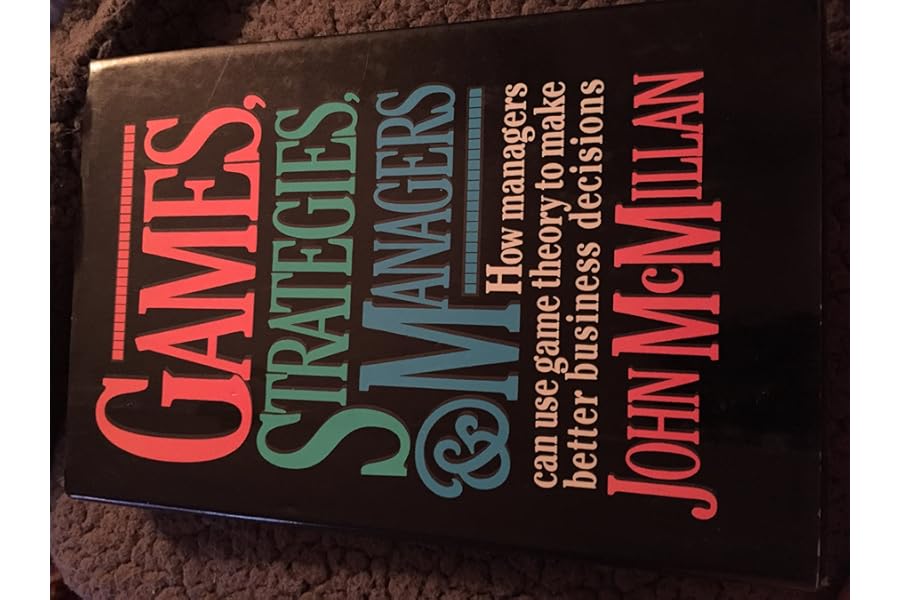 GAMES,
STRATEGIES,
& MANAGERS
How managers
can use game theory to make
better business decisions
JOHN MCMILLAN